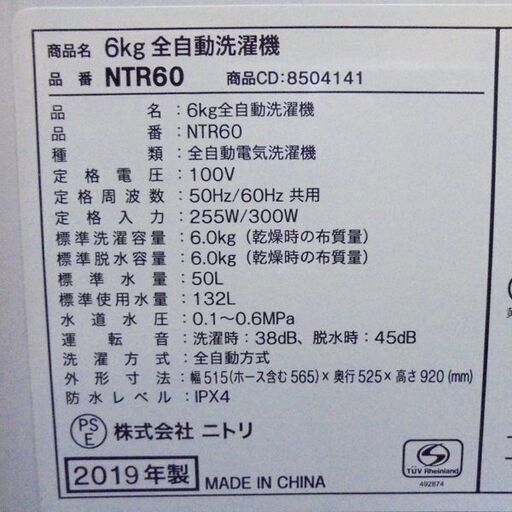 商品名 6kg 全自動洗濯機
品番 NTR60 商品CD:8504141
品名:6kg全自動洗濯機
品番:NTR60
種類:全自動電気洗濯機
定格電圧:100V
定格周波数:50Hz/60Hz 共用
定格入力:255W/300W
標準洗濯容量:6.0kg(乾燥時の布質量)
標準脱水容量:6.0kg(乾燥時の布質量)
標準水量:50L
標準使用水量:132L
水道水圧:0.1〜0.6MPa
運転音:洗濯時:38dB、脱水時:45dB
洗濯方式:全自動方式
外形寸法:幅515(ホース含む565)×奥行525×高さ920(mm)
防水レベル:IPX4
PSE 株式会社 ニトリ
2019年製 MADE IN CHINA
TÜV Rheinland
492874